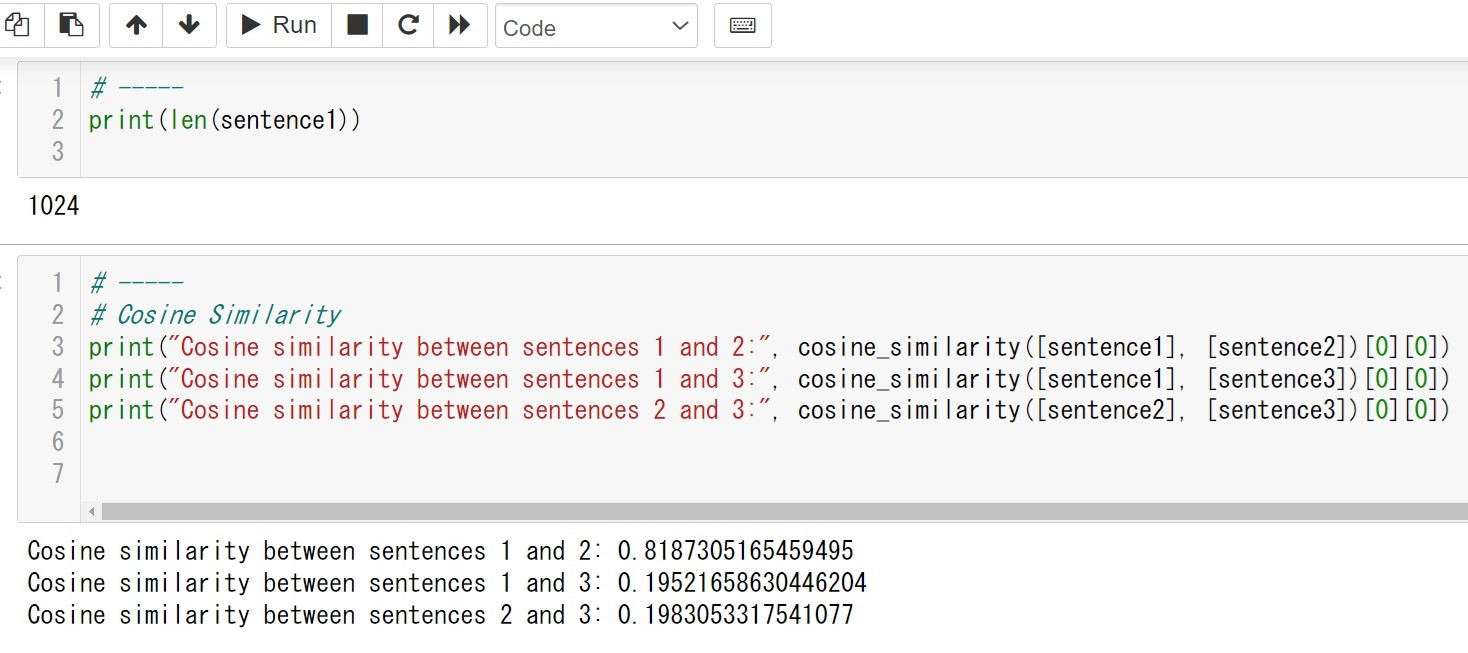 Run
Code
1 # -----
2 print(len(sentence1))
3
1024
1 # -----
2 # Cosine Similarity
3 print("Cosine similarity between sentences 1 and 2:", cosine_similarity([sentence1], [sentence2])[0][0])
4 print("Cosine similarity between sentences 1 and 3:", cosine_similarity([sentence1], [sentence3])[0][0])
5 print("Cosine similarity between sentences 2 and 3:", cosine_similarity([sentence2], [sentence3])[0][0])
6
7
Cosine similarity between sentences 1 and 2: 0.8187305165459495
Cosine similarity between sentences 1 and 3: 0.19521658630446204
Cosine similarity between sentences 2 and 3: 0.1983053317541077